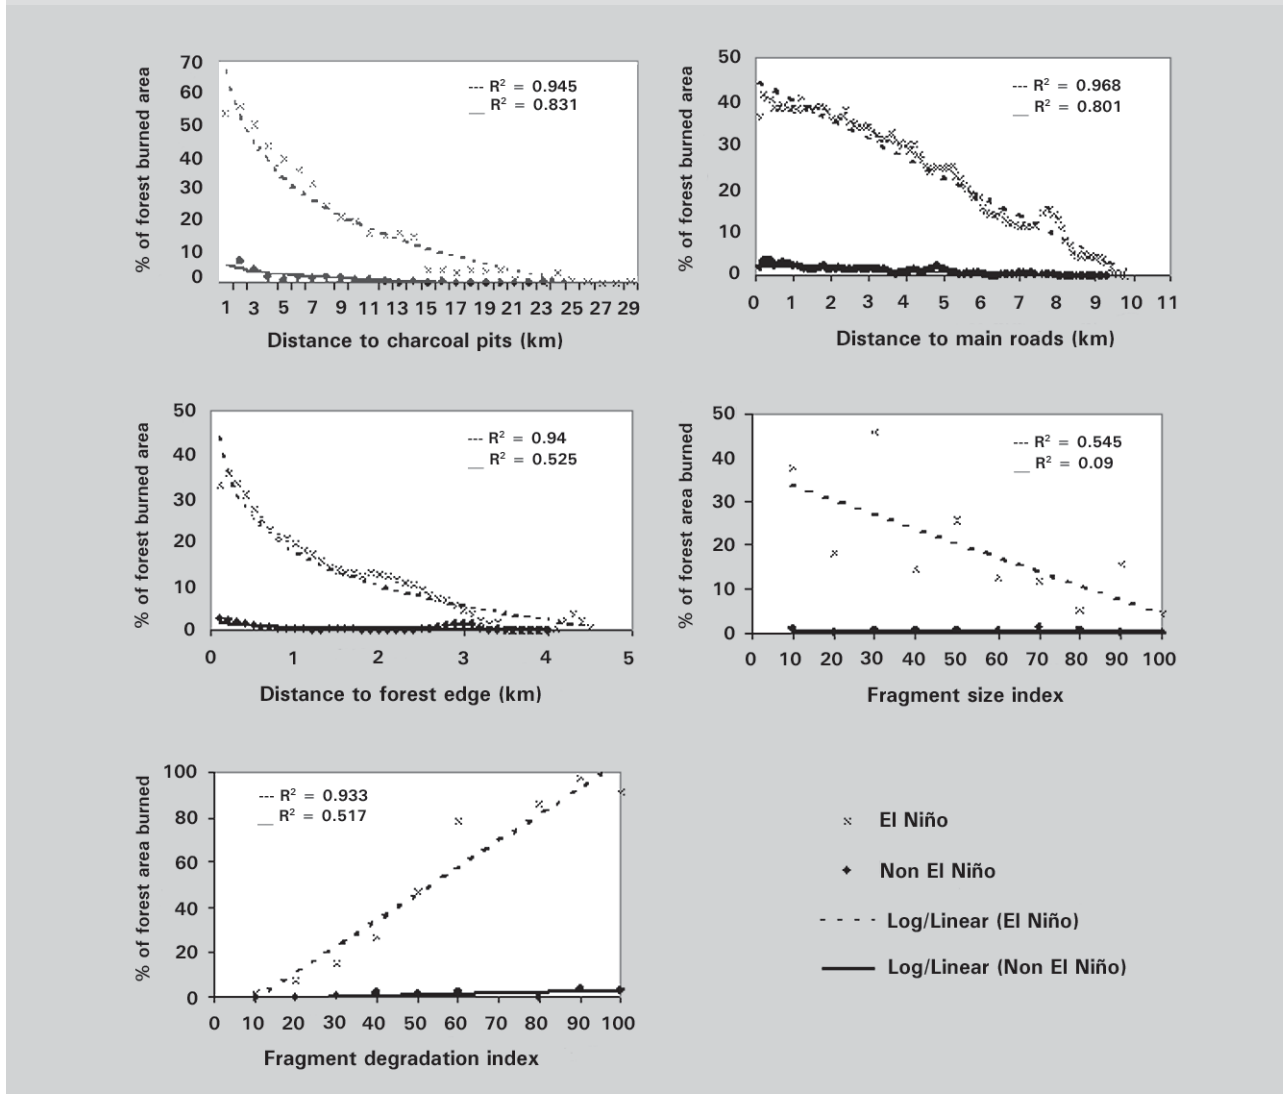 % of forest burned area
70
60
50
40
30
20
10
0
--- R² = 0.945
__ R² = 0.831
1 3 5 7 9 11 13 15 17 19 21 23 25 27 29
Distance to charcoal pits (km)
% of forest burned area
50
40
30
20
10
0
--- R² = 0.968
__ R² = 0.801
0 1 2 3 4 5 6 7 8 9 10 11
Distance to main roads (km)
% of forest burned area
50
40
30
20
10
0
--- R² = 0.94
__ R² = 0.525
0 1 2 3 4 5
Distance to forest edge (km)
% of forest area burned
50
40
30
20
10
0
--- R² = 0.545
__ R² = 0.09
0 10 20 30 40 50 60 70 80 90 100
Fragment size index
% of forest area burned
100
80
60
40
20
0
--- R² = 0.933
__ R² = 0.517
0 10 20 30 40 50 60 70 80 90 100
Fragment degradation index
El Niño
Non El Niño
Log/Linear (El Niño)
Log/Linear (Non El Niño)